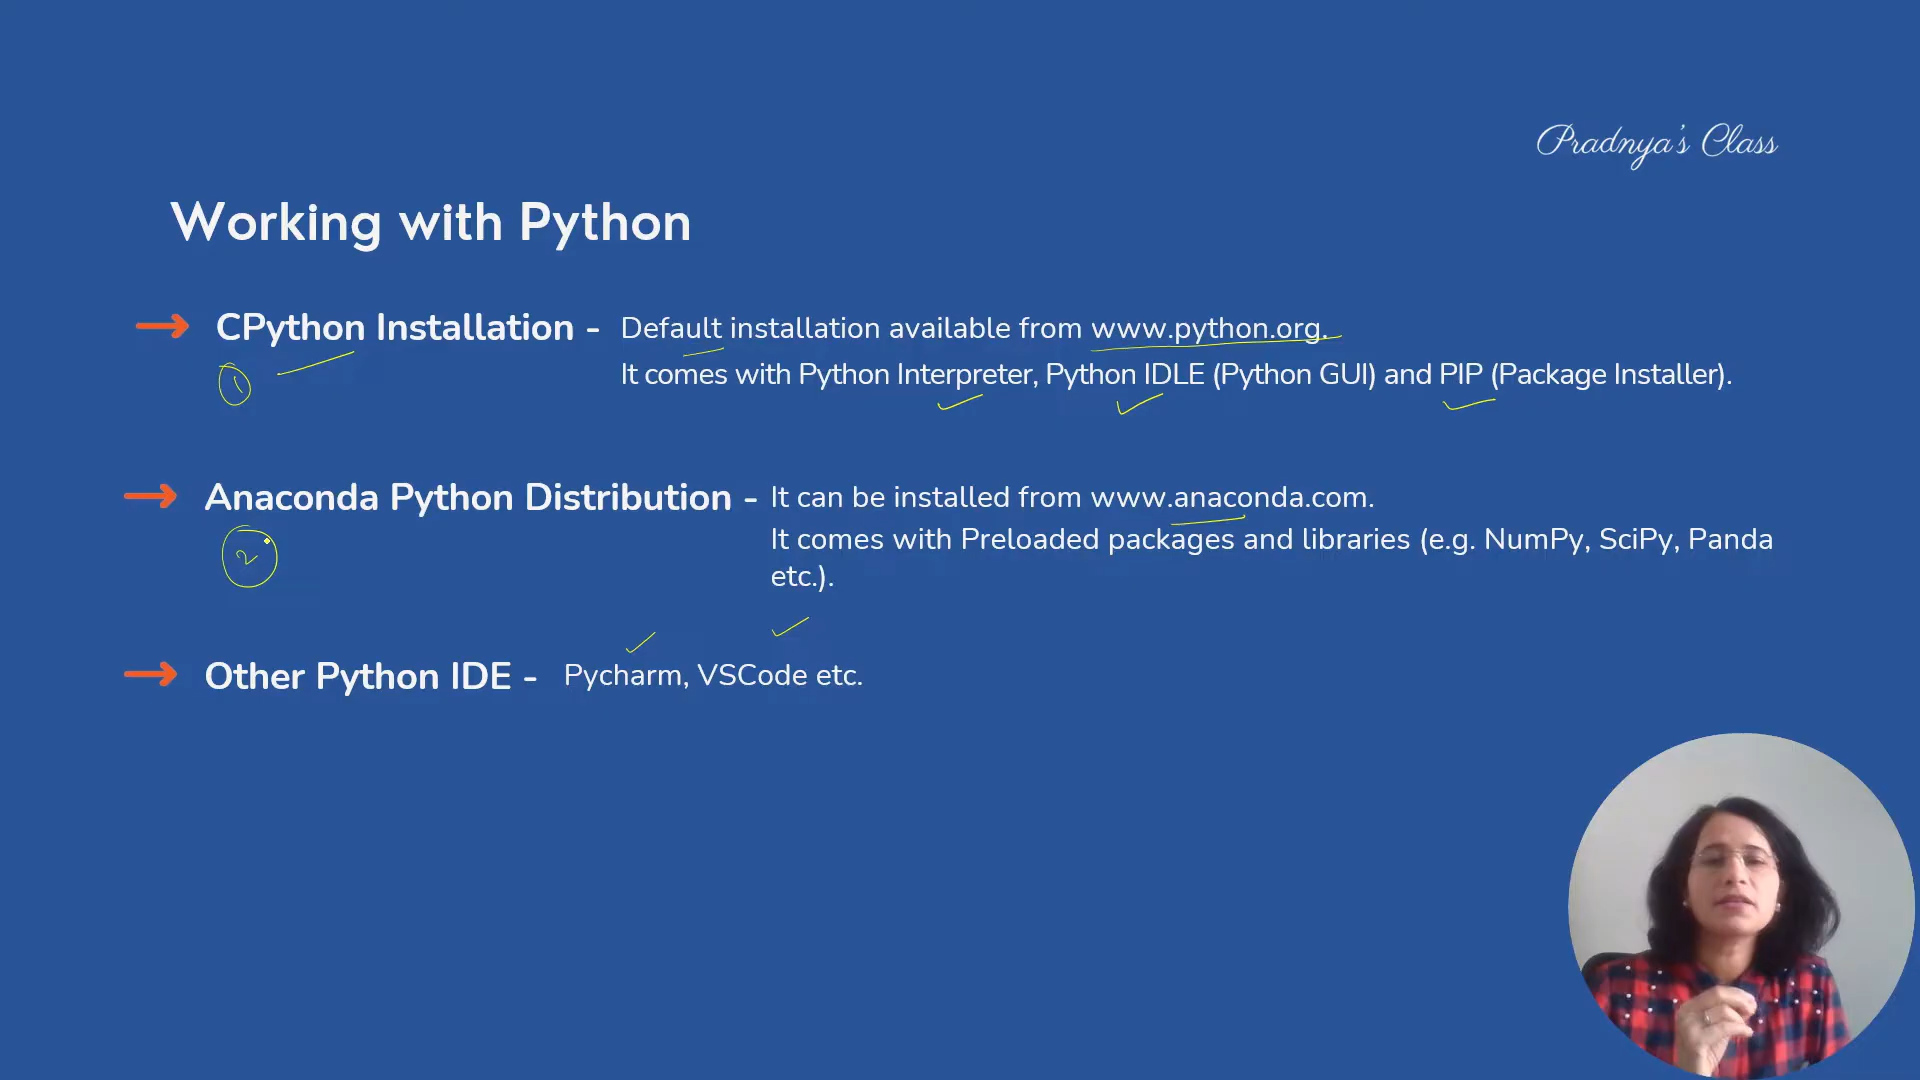 Pradnya's Class
Working with Python
→ CPython Installation - Default installation available from www.python.org.
It comes with Python Interpreter, Python IDLE (Python GUI) and PIP (Package Installer).
1
→ Anaconda Python Distribution - It can be installed from www.anaconda.com.
It comes with Preloaded packages and libraries (e.g. NumPy, SciPy, Panda
etc.).
2
→ Other Python IDE - Pycharm, VSCode etc.